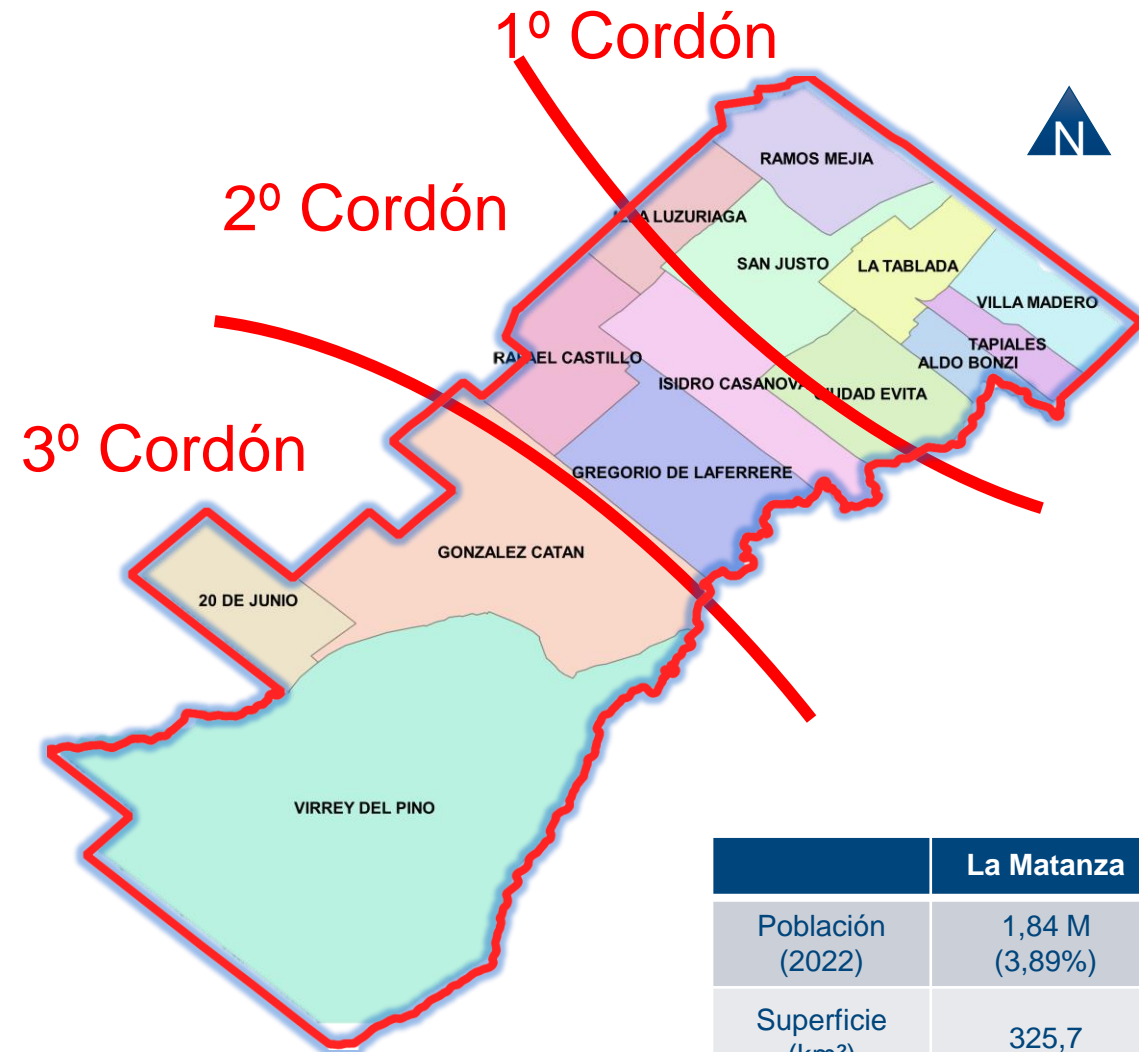 1º Cordón
N
RAMOS MEJIA
2º Cordón
LUZURIAGA
SAN JUSTO
LA TABLADA
VILLA MADERO
TAPIALES
ALDO BONZI
RAFAEL CASTILLO
ISIDRO CASANOVA
CIUDAD EVITA
3º Cordón
GREGORIO DE LAFERRERE
GONZALEZ CATAN
20 DE JUNIO
VIRREY DEL PINO
La Matanza
Población
(2022)
1,84 M
(3,89%)
Superficie
(km²)
325,7